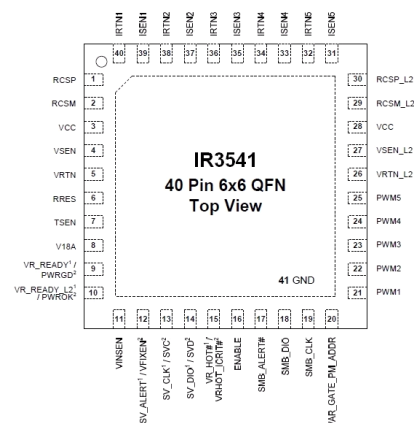 IRTN1 ISEN1 IRTN2 ISEN2 IRTN3 ISEN3 IRTN4 ISEN4 IRTN5 ISEN5
40 39 38 37 36 35 34 33 32 31
RCSP 1
RCSM 2
VCC 3
VSEN 4
VRTN 5
RRES 6
TSEN 7
V18A 8
VR_READY¹ /
PWRGD² 9
VR_READY_L2¹
/ PWROK² 10
IR3541
40 Pin 6x6 QFN
Top View
41 GND
30 RCSP_L2
29 RCSM_L2
28 VCC
27 VSEN_L2
26 VRTN_L2
25 PWM5
24 PWM4
23 PWM3
22 PWM2
21 PWM1
11 12 13 14 15 16 17 18 19 20
VINSEN
SV_ALERT¹ / VFIXEN²
SV_CLK¹ / SVC²
SV_DIO¹ / SVD²
VR_HOT#¹ /
VRHOT_ICRIT#²
ENABLE
SMB_ALERT#
SMB_DIO
SMB_CLK
VAR_GATE_PM_ADDR